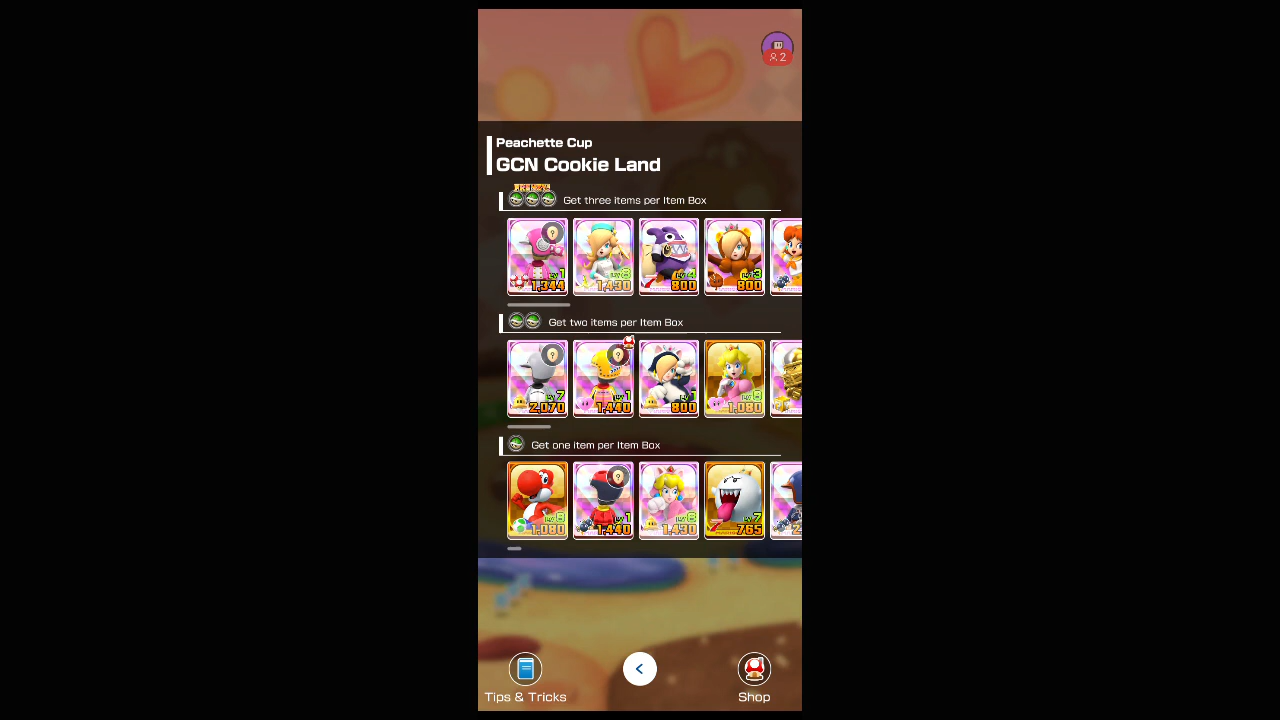 2
Peachette Cup
GCN Cookie Land
FRENZY!
Get three items per Item Box
Lv.1 Lv.8 Lv.4 Lv.3
1,344 1,430 800 800
Get two items per Item Box
Lv.7 Lv.1 Lv.1 Lv.8
2,070 1,440 800 1,080
Get one item per Item Box
Lv.8 Lv.1 Lv.6 Lv.7
1,080 1,440 1,430 765
Tips & Tricks
Shop